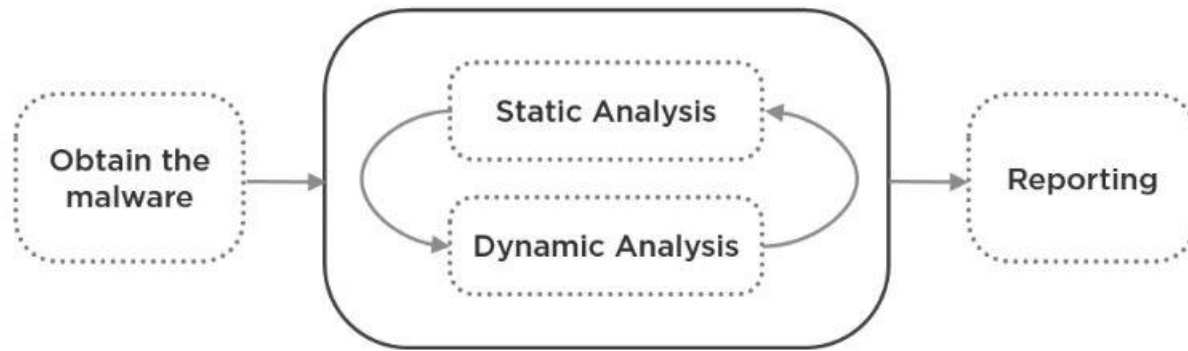 Obtain the
malware
Static Analysis
Dynamic Analysis
Reporting